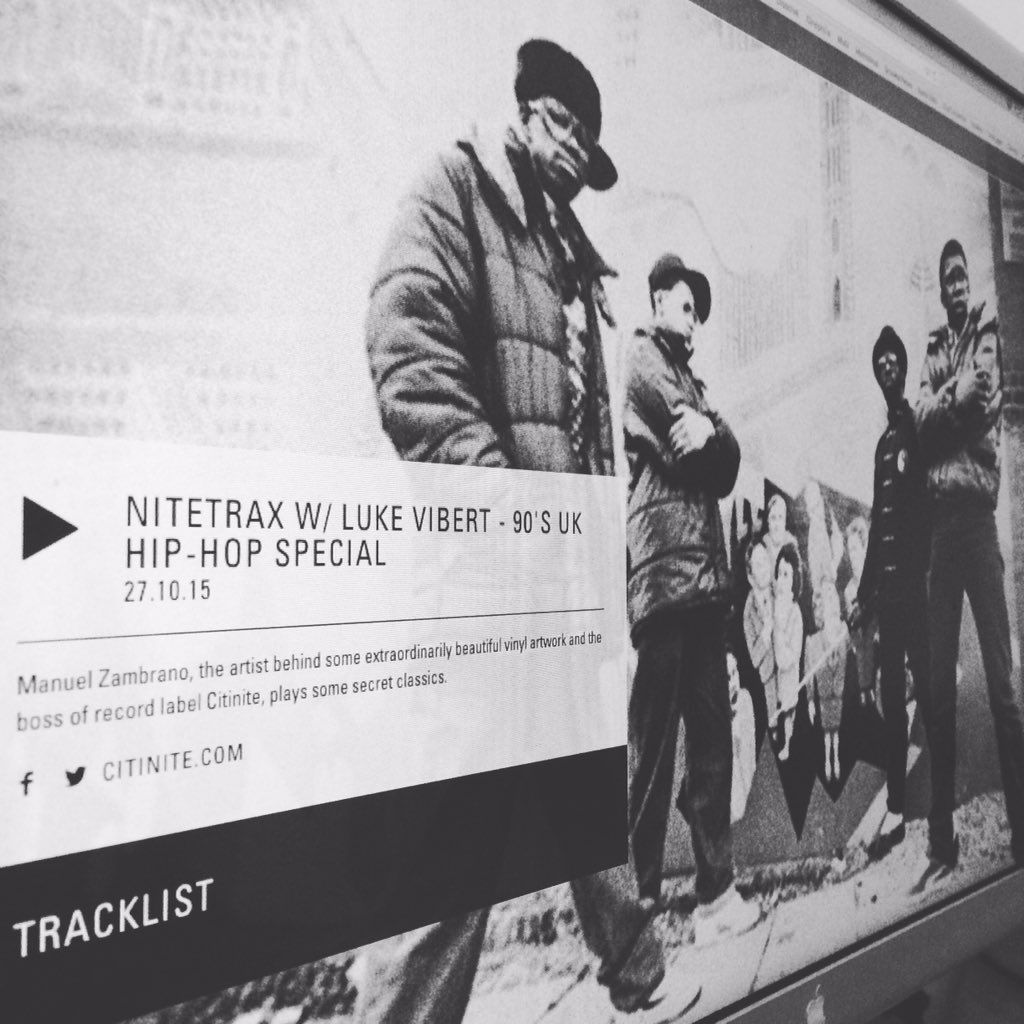 NITETRAX W/ LUKE VIBERT - 90'S UK
HIP-HOP SPECIAL
27.10.15
Manuel Zambrano, the artist behind some extraordinarily beautiful vinyl artwork and the
boss of record label Citinite, plays some secret classics.
CITINITE.COM
TRACKLIST